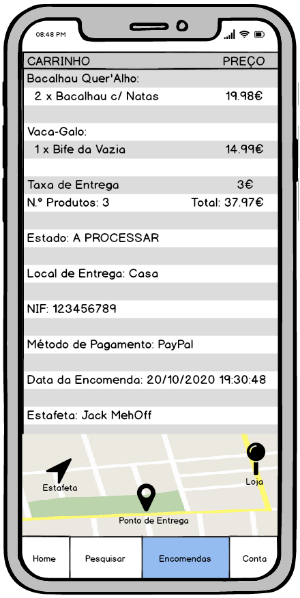 08:48 PM
CARRINHO PREÇO
Bacalhau Quer'Alho:
2 x Bacalhau c/ Natas 19.98€
Vaca-Galo:
1 x Bife da Vazia 14.99€
Taxa de Entrega 3€
N.º Produtos: 3 Total: 37.97€
Estado: A PROCESSAR
Local de Entrega: Casa
NIF: 123456789
Método de Pagamento: PayPal
Data da Encomenda: 20/10/2020 19:30:48
Estafeta: Jack MehOff
Estafeta
Loja
Ponto de Entrega
Home Pesquisar Encomendas Conta